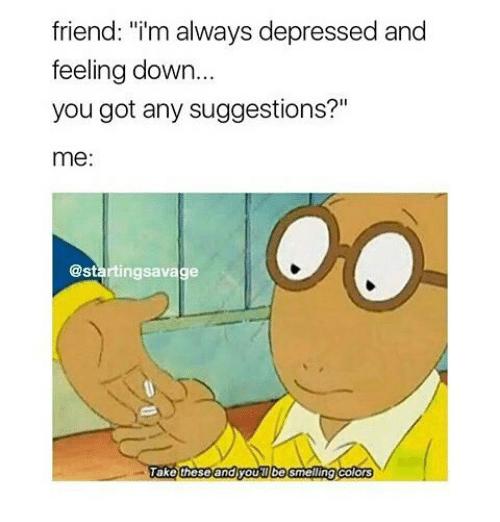 friend: "i'm always depressed and
feeling down...
you got any suggestions?"
me:
@startingsavage
Take these and you'll be smelling colors